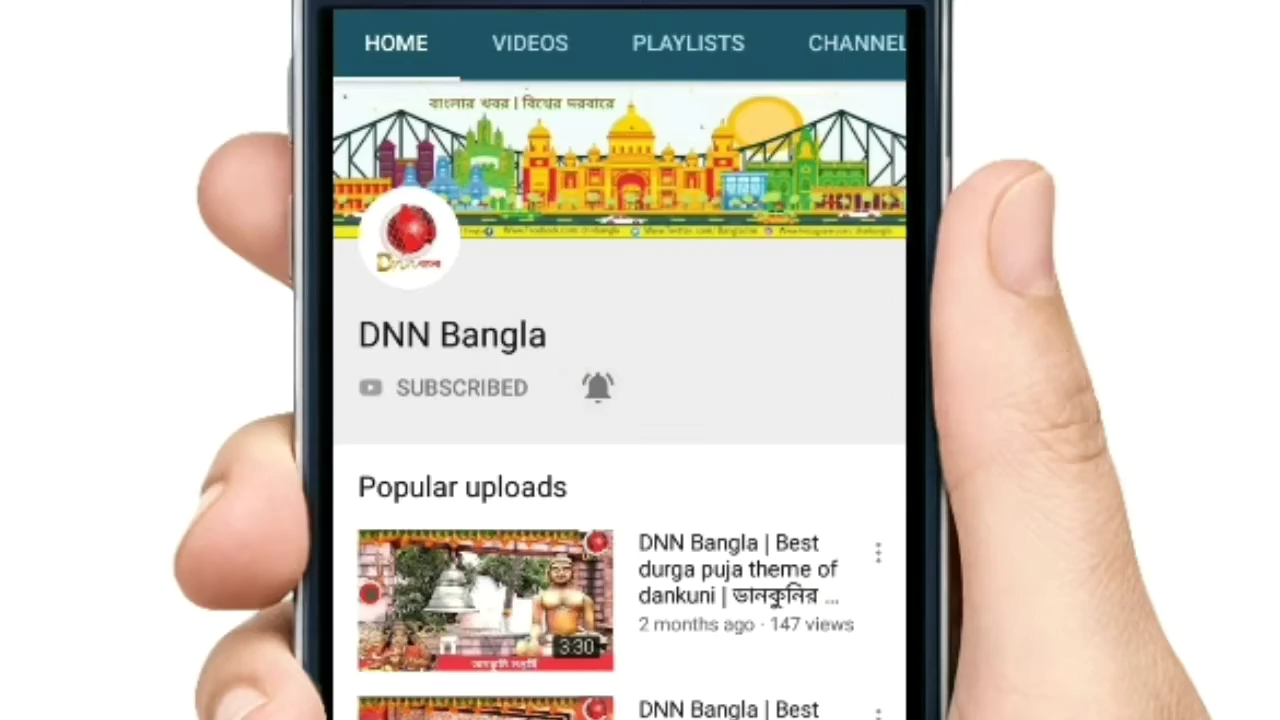 HOME VIDEOS PLAYLISTS CHANNEL
বাংলার খবর | বিশ্বের দরবারে
DNN বাংলা
DNN Bangla
SUBSCRIBED
Popular uploads
DNN Bangla | Best
durga puja theme of
dankuni | ডানকুনির ...
2 months ago · 147 views
3:30
DNN Bangla | Best